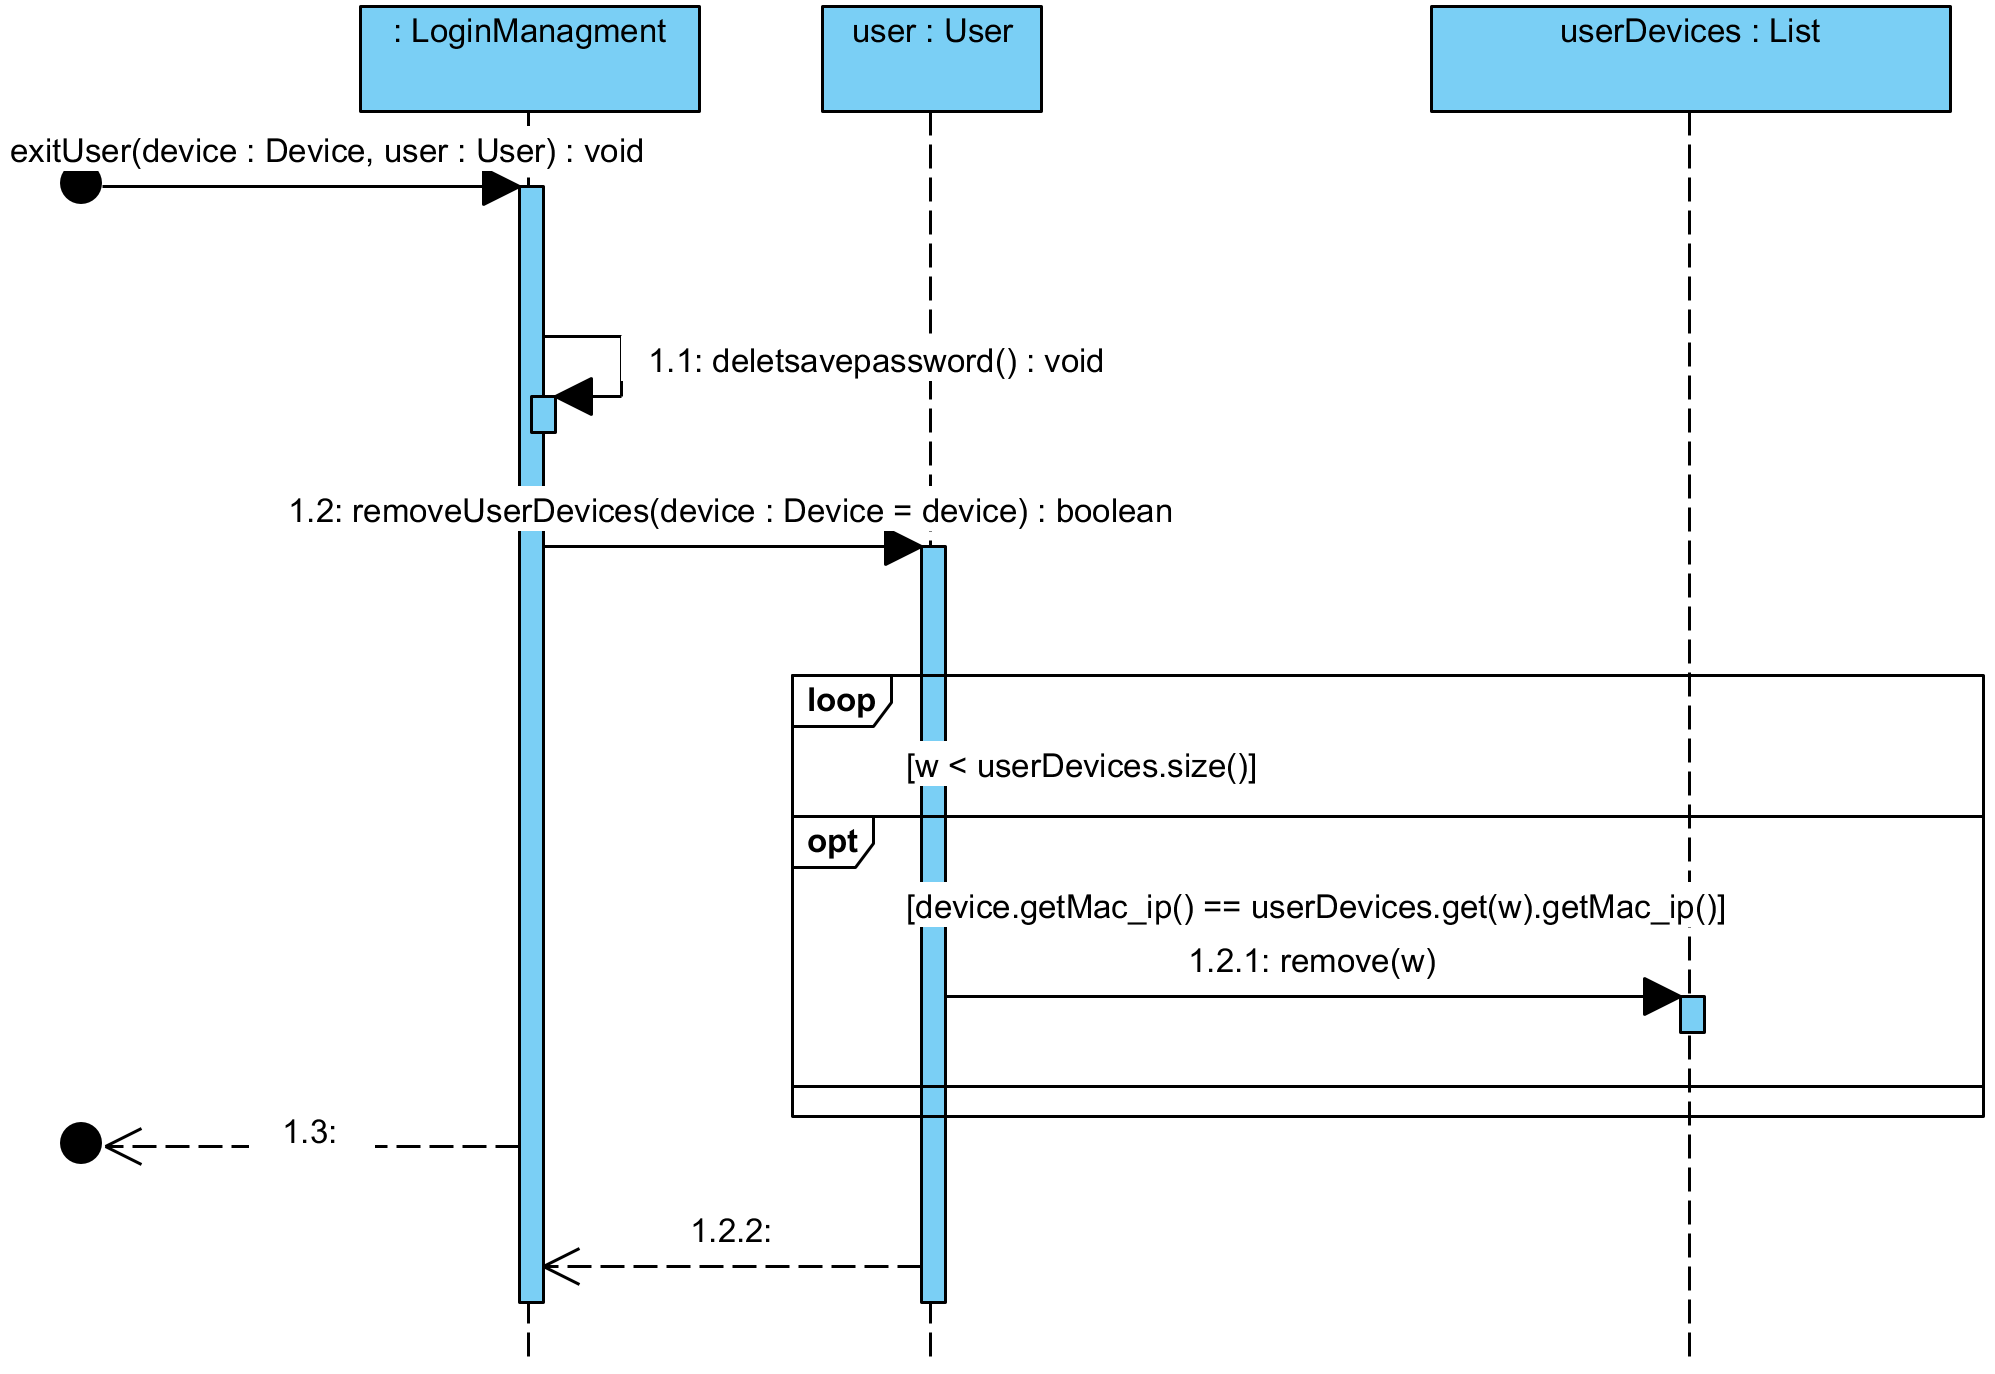 : LoginManagment
user : User
userDevices : List
exitUser(device : Device, user : User) : void
1.1: deletsavepassword() : void
1.2: removeUserDevices(device : Device = device) : boolean
loop
[w < userDevices.size()]
opt
[device.getMac_ip() == userDevices.get(w).getMac_ip()]
1.2.1: remove(w)
1.3:
1.2.2: